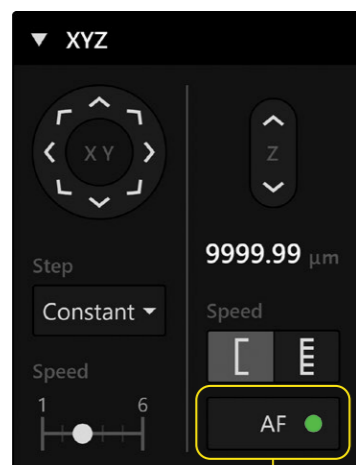 XYZ
XY
Z
9999.99 µm
Step
Constant
Speed
Speed
1 6
AF